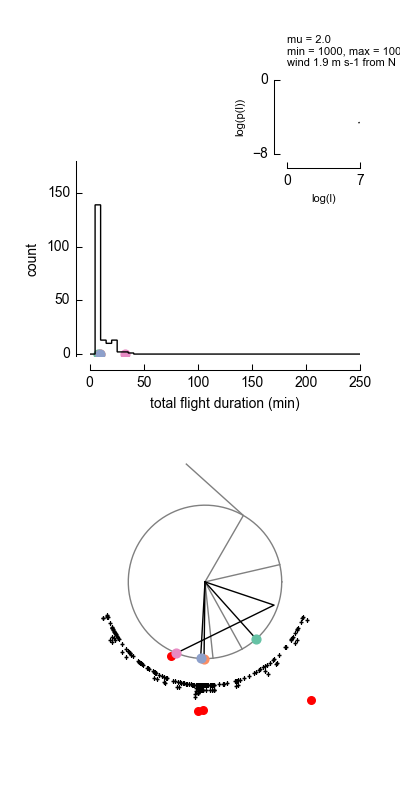 mu = 2.0
min = 1000, max = 100
wind 1.9 m s-1 from N
0
log(p(l))
−8
0 7
log(l)
150
100
50
0
count
0 50 100 150 200 250
total flight duration (min)